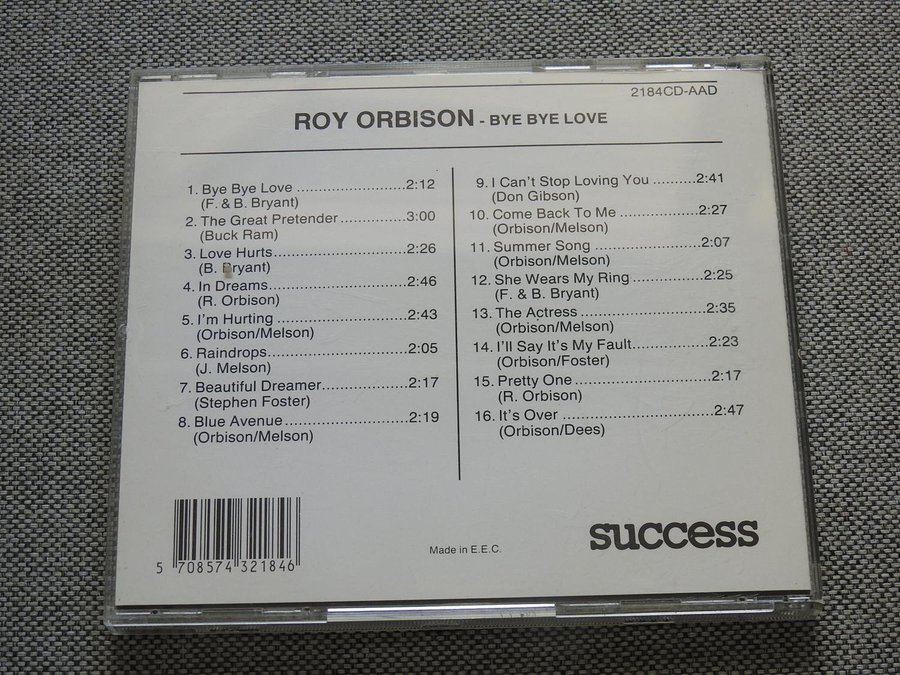 2184CD-AAD
ROY ORBISON - BYE BYE LOVE
1. Bye Bye Love ..........................2:12
(F. & B. Bryant)
2. The Great Pretender ................3:00
(Buck Ram)
3. Love Hurts................................2:26
(B. Bryant)
4. In Dreams.................................2:46
(R. Orbison)
5. I'm Hurting ................................2:43
(Orbison/Melson)
6. Raindrops..................................2:05
(J. Melson)
7. Beautiful Dreamer.....................2:17
(Stephen Foster)
8. Blue Avenue ..............................2:19
(Orbison/Melson)
9. I Can't Stop Loving You ..........2:41
(Don Gibson)
10. Come Back To Me ...................2:27
(Orbison/Melson)
11. Summer Song ..........................2:07
(Orbison/Melson)
12. She Wears My Ring .................2:25
(F. & B. Bryant)
13. The Actress ..............................2:35
(Orbison/Melson)
14. I'll Say It's My Fault..................2:23
(Orbison/Foster)
15. Pretty One ................................2:17
(R. Orbison)
16. It's Over ....................................2:47
(Orbison/Dees)
5 708574 321846
Made in E.E.C.
success